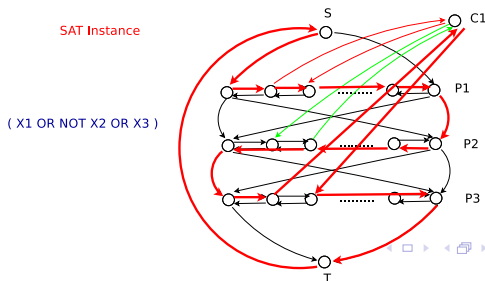 S
C1
SAT Instance
P1
( X1 OR NOT X2 OR X3 )
P2
P3
T